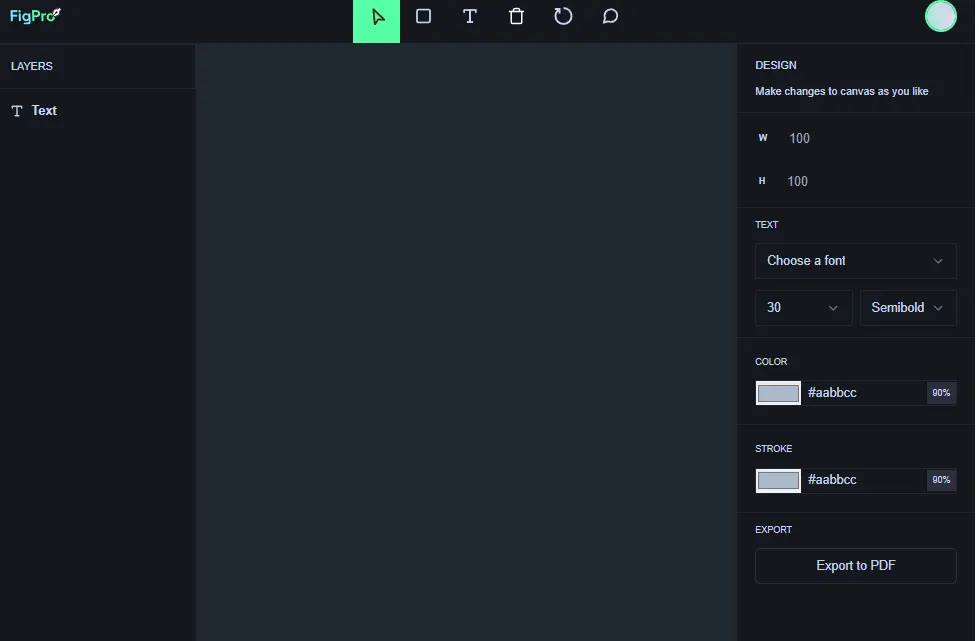 FigPro
LAYERS
Text
DESIGN
Make changes to canvas as you like
W 100
H 100
TEXT
Choose a font
30 Semibold
COLOR
#aabbcc 90%
STROKE
#aabbcc 90%
EXPORT
Export to PDF